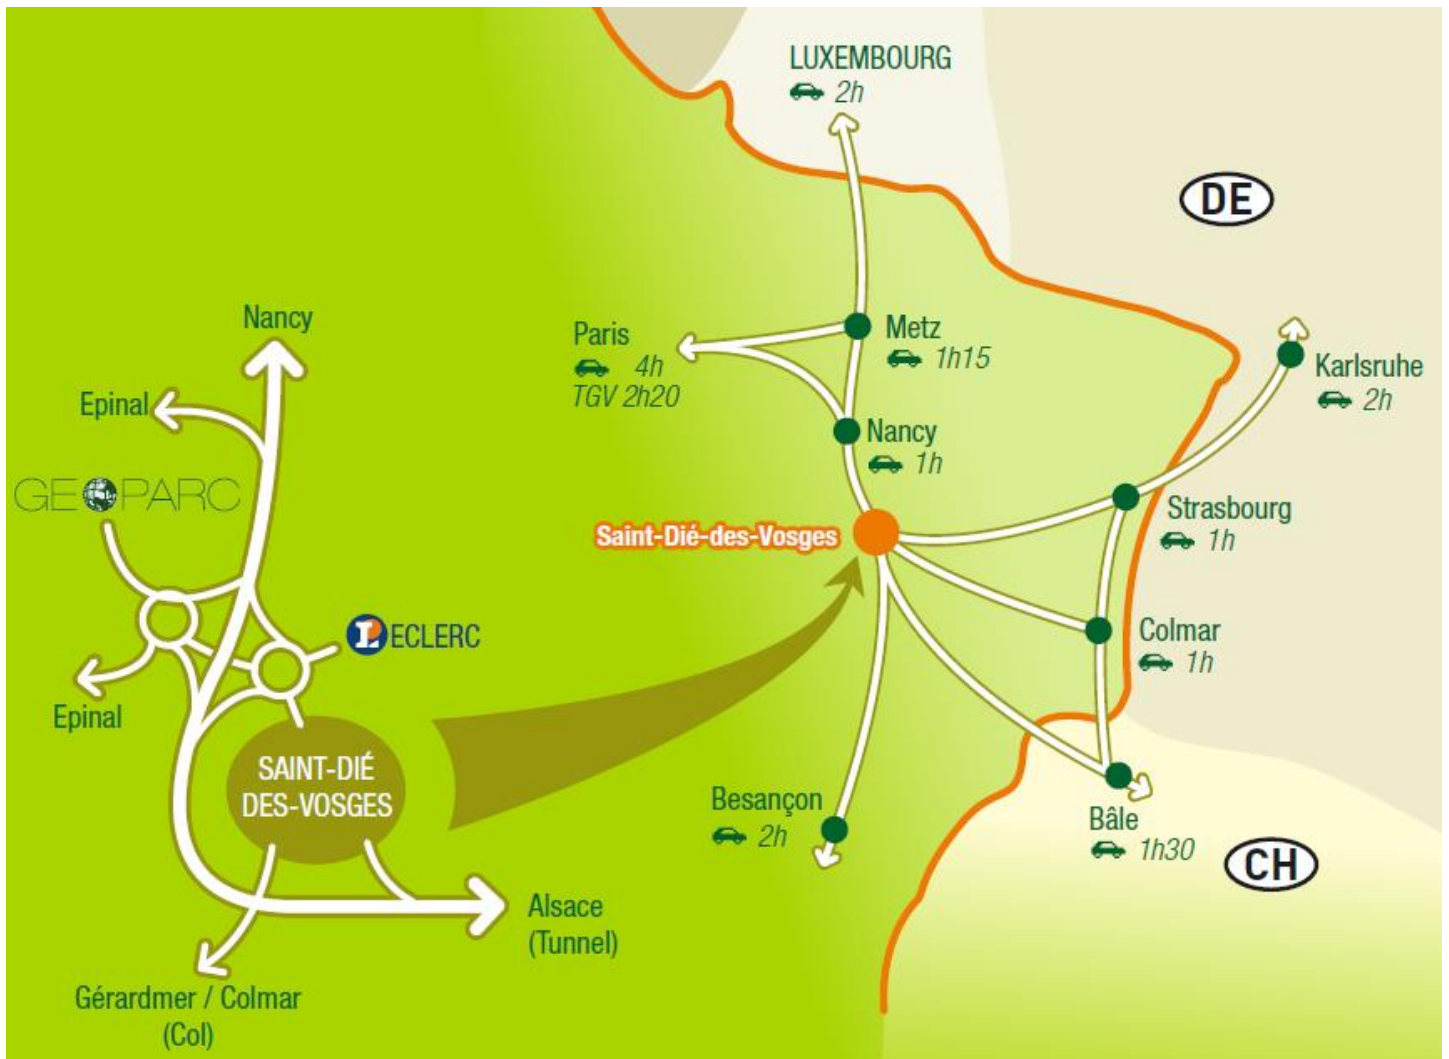 LUXEMBOURG
2h
DE
Nancy
Epinal
GEOPARC
Paris
4h
TGV 2h20
Metz
1h15
Karlsruhe
2h
Nancy
1h
Strasbourg
1h
Saint-Dié-des-Vosges
LECLERC
Colmar
1h
Epinal
SAINT-DIÉ
DES-VOSGES
Besançon
2h
Bâle
1h30
CH
Alsace
(Tunnel)
Gérardmer / Colmar
(Col)